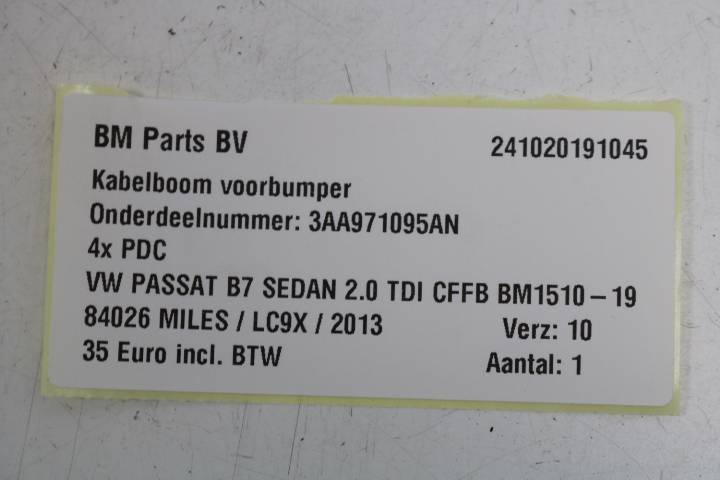 BM Parts BV 241020191045
Kabelboom voorbumper
Onderdeelnummer: 3AA971095AN
4x PDC
VW PASSAT B7 SEDAN 2.0 TDI CFFB BM1510-19
84026 MILES / LC9X / 2013 Verz: 10
35 Euro incl. BTW Aantal: 1